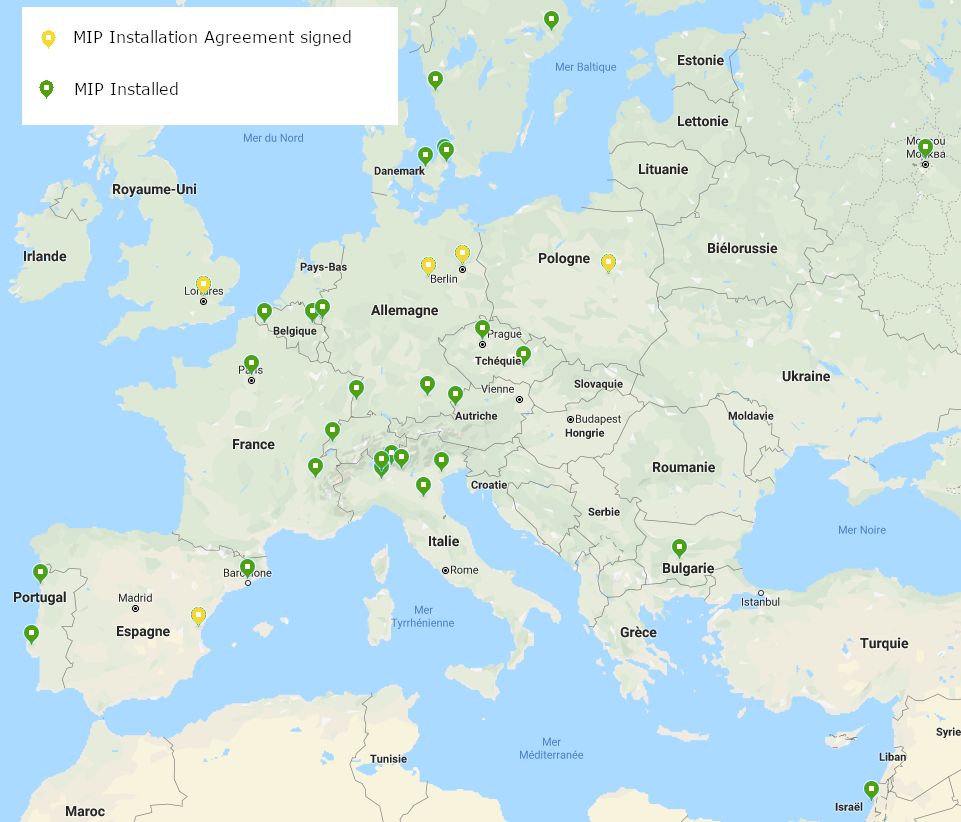 MIP Installation Agreement signed
MIP Installed
Estonie
Mer Baltique
Lettonie
Mer du Nord
Moscou
Москва
Danemark
Lituanie
Royaume-Uni
Irlande
Biélorussie
Pologne
Pays-Bas
Berlin
Londres
Allemagne
Belgique
Prague
Tchéquie
Paris
Ukraine
Slovaquie
Vienne
Autriche
Moldavie
Budapest
Hongrie
France
Roumanie
Croatie
Serbie
Mer Noire
Italie
Bulgarie
Rome
Barcelone
Madrid
Portugal
Istanbul
Mer
Tyrrhénienne
Espagne
Grèce
Turquie
Syrie
Mer
Méditerranée
Liban
Tunisie
Israël
Maroc